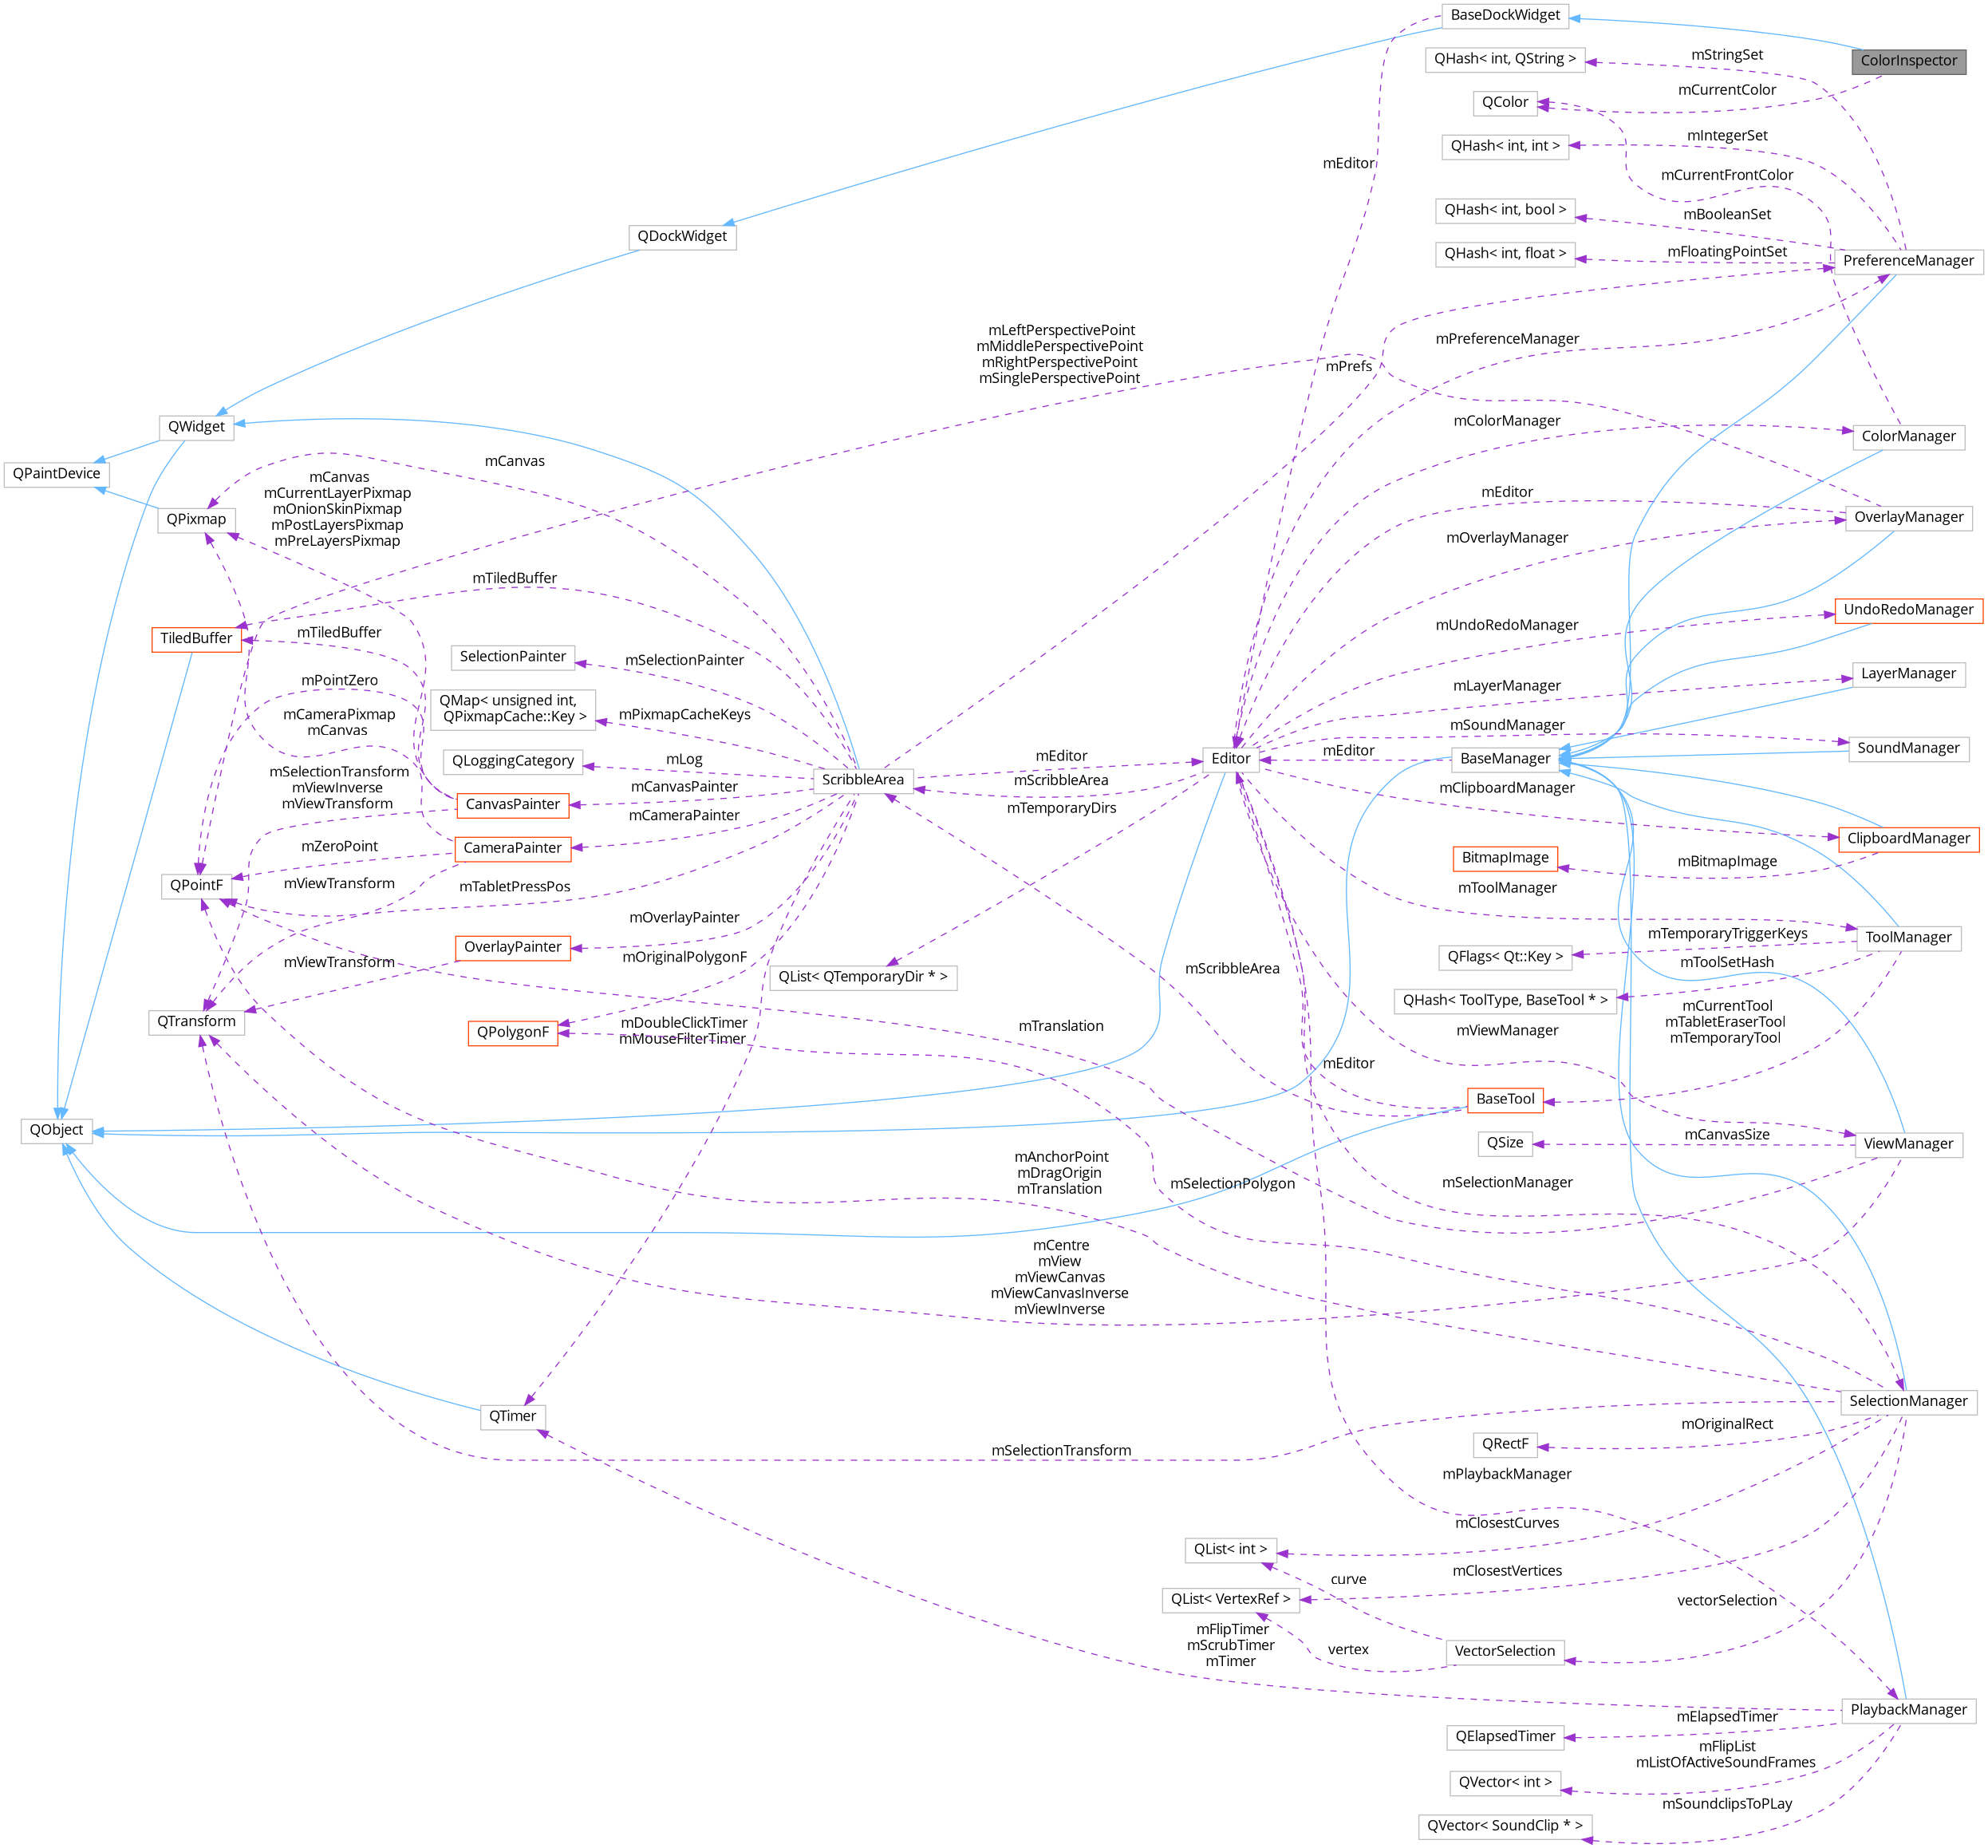 BaseDockWidget
ColorInspector
QHash< int, QString >
mStringSet
mCurrentColor
QColor
mIntegerSet
QHash< int, int >
mEditor
mCurrentFrontColor
QHash< int, bool >
mBooleanSet
QDockWidget
QHash< int, float >
mFloatingPointSet
PreferenceManager
mLeftPerspectivePoint
mMiddlePerspectivePoint
mRightPerspectivePoint
mSinglePerspectivePoint
mPrefs
mPreferenceManager
QWidget
mColorManager
ColorManager
mCanvas
QPaintDevice
mCanvas
mCurrentLayerPixmap
mOnionSkinPixmap
mPostLayersPixmap
mPreLayersPixmap
mEditor
QPixmap
OverlayManager
mOverlayManager
mTiledBuffer
UndoRedoManager
TiledBuffer
mTiledBuffer
mUndoRedoManager
SelectionPainter
mSelectionPainter
LayerManager
mPointZero
mLayerManager
QMap< unsigned int,
QPixmapCache::Key >
mPixmapCacheKeys
mCameraPixmap
mCanvas
mSoundManager
SoundManager
QLoggingCategory
mLog
mEditor
Editor
mEditor
BaseManager
mSelectionTransform
mViewInverse
mViewTransform
ScribbleArea
mScribbleArea
mCanvasPainter
mClipboardManager
CanvasPainter
mTemporaryDirs
mCameraPainter
ClipboardManager
mZeroPoint
CameraPainter
BitmapImage
mBitmapImage
QPointF
mViewTransform
mTabletPressPos
mToolManager
mOverlayPainter
mTemporaryTriggerKeys
ToolManager
OverlayPainter
mOriginalPolygonF
mViewTransform
mScribbleArea
QFlags< Qt::Key >
mToolSetHash
QList< QTemporaryDir * >
QHash< ToolType, BaseTool * >
mCurrentTool
mTabletEraserTool
mTemporaryTool
QTransform
QPolygonF
mDoubleClickTimer
mMouseFilterTimer
mTranslation
mViewManager
mEditor
BaseTool
QObject
mCanvasSize
QSize
ViewManager
mAnchorPoint
mDragOrigin
mTranslation
mSelectionPolygon
mSelectionManager
mCentre
mView
mViewCanvas
mViewCanvasInverse
mViewInverse
SelectionManager
QTimer
mOriginalRect
QRectF
mSelectionTransform
mPlaybackManager
mClosestCurves
QList< int >
mClosestVertices
curve
QList< VertexRef >
vectorSelection
mFlipTimer
mScrubTimer
mTimer
vertex
VectorSelection
PlaybackManager
mElapsedTimer
QElapsedTimer
mFlipList
mListOfActiveSoundFrames
QVector< int >
mSoundclipsToPLay
QVector< SoundClip * >